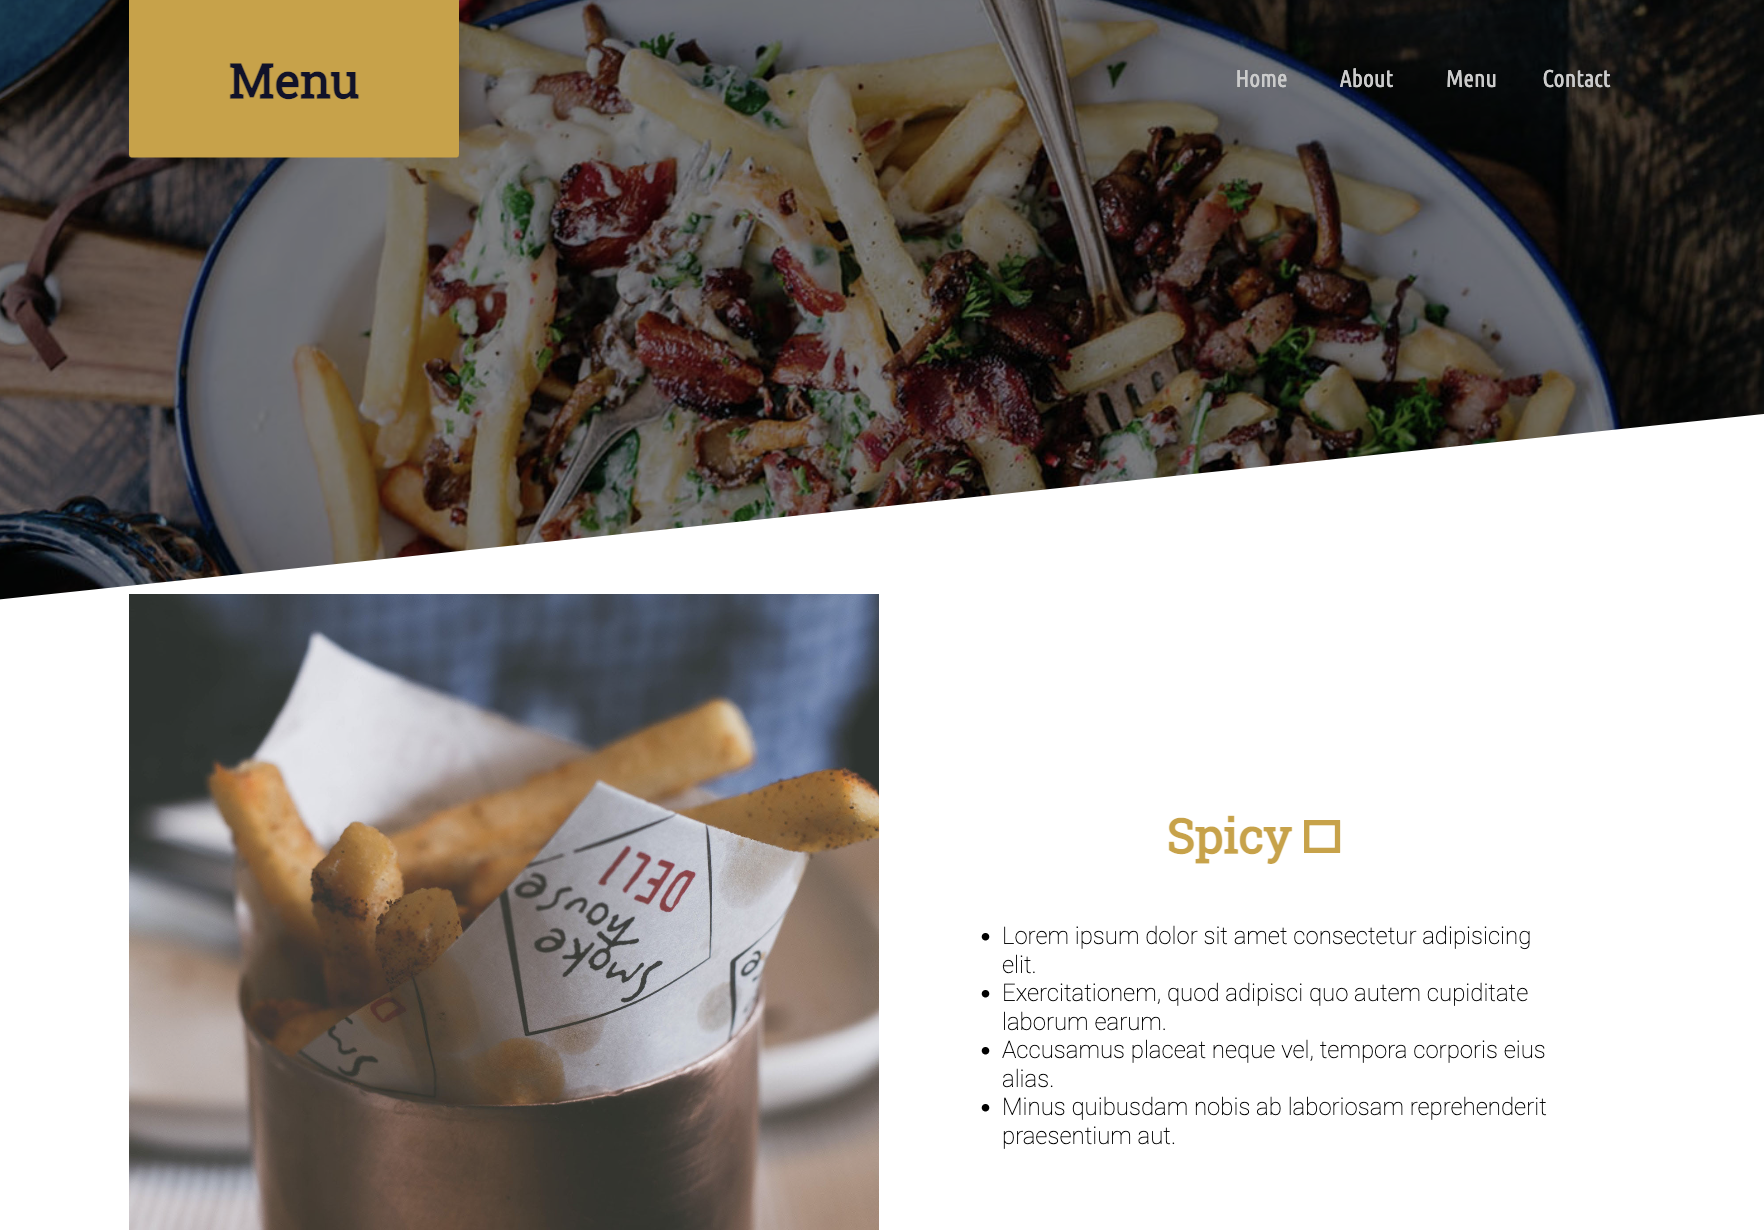 Menu
Home About Menu Contact
DELI
smoke
house
Spicy □
• Lorem ipsum dolor sit amet consectetur adipisicing
elit.
• Exercitationem, quod adipisci quo autem cupiditate
laborum earum.
• Accusamus placeat neque vel, tempora corporis eius
alias.
• Minus quibusdam nobis ab laboriosam reprehenderit
praesentium aut.